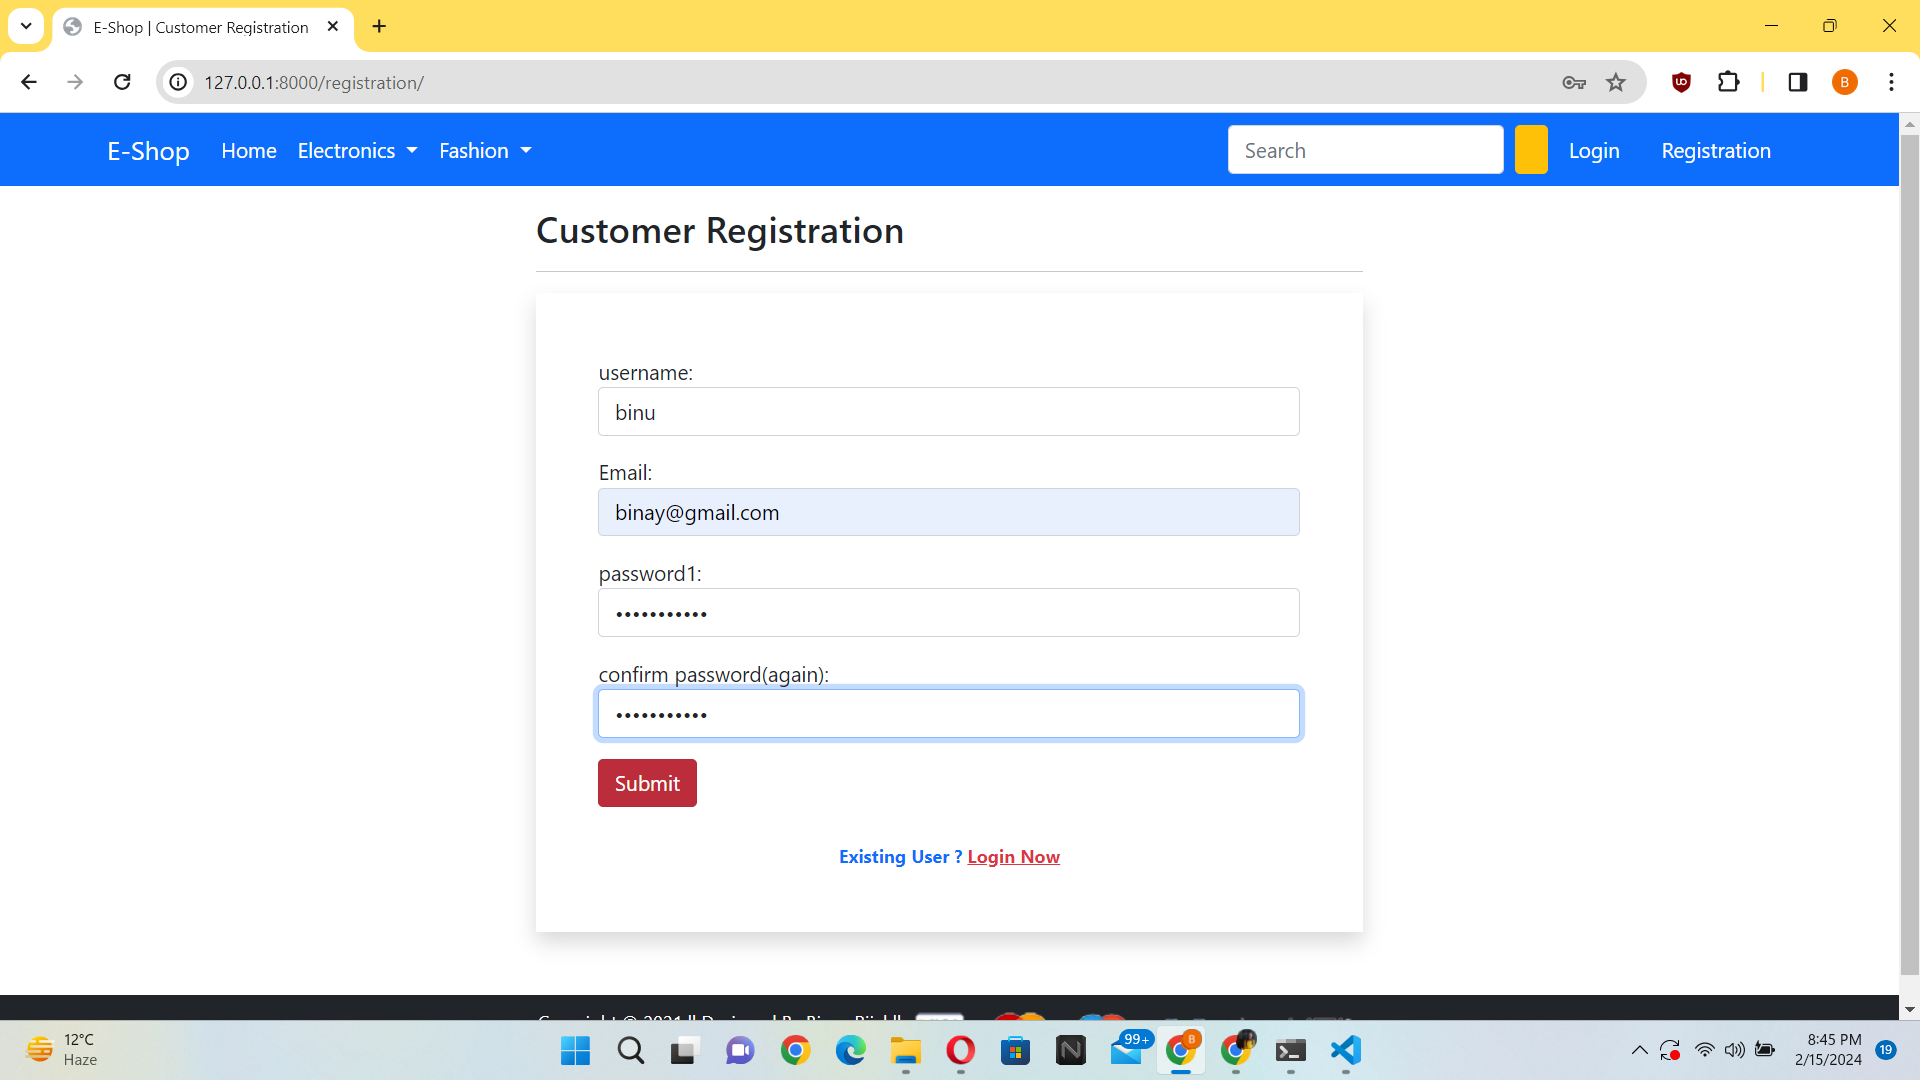 E-Shop | Customer Registration
127.0.0.1:8000/registration/
B
E-Shop Home Electronics Fashion Search Login Registration
Customer Registration
username:
binu
Email:
binay@gmail.com
password1:
•••••••••••
confirm password(again):
•••••••••••
Submit
Existing User ? Login Now
12°C
Haze
99+
B
8:45 PM
2/15/2024
19